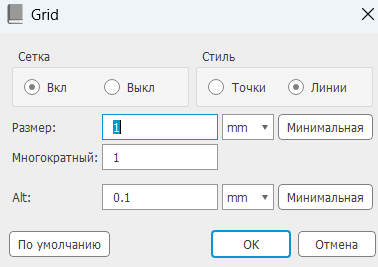 Grid
Сетка
Стиль
Вкл Выкл
Точки Линии
Размер: 1 mm Минимальная
Многократный: 1
Alt: 0.1 mm Минимальная
По умолчанию OK Отмена